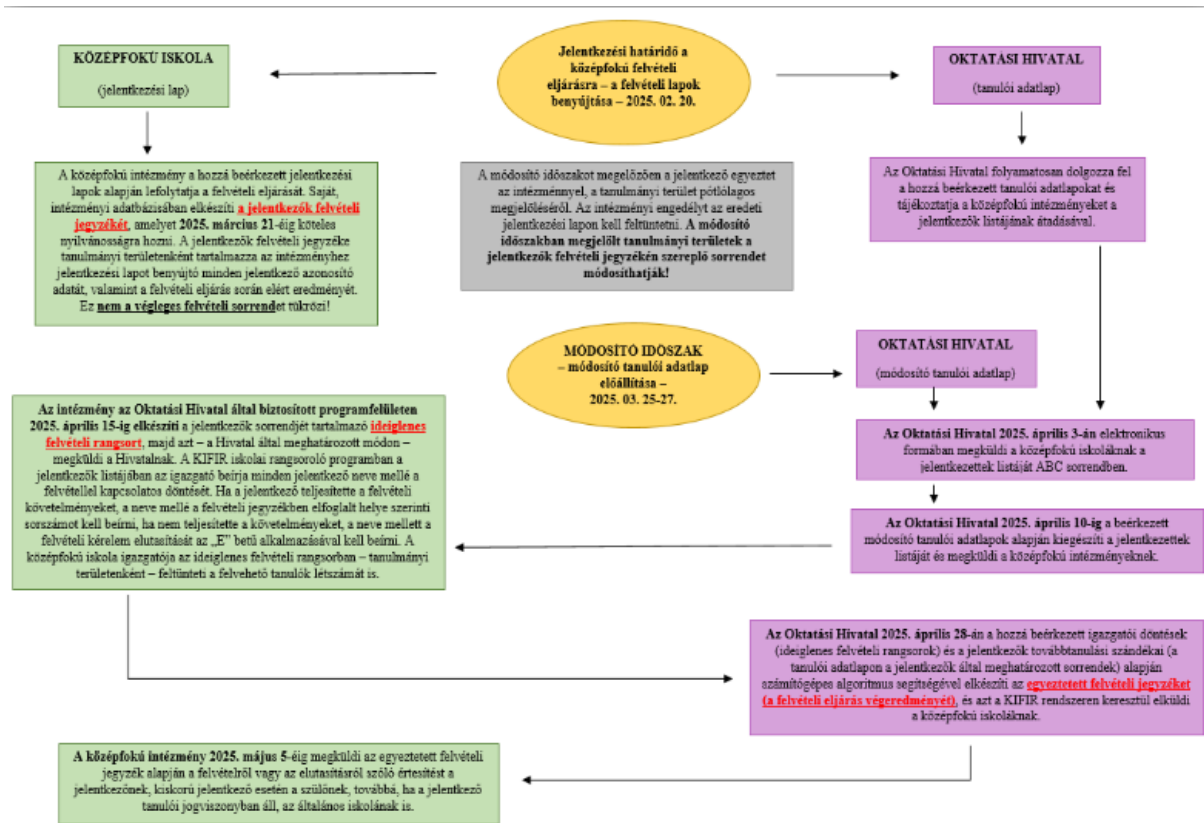 KÖZÉPFOKÚ ISKOLA
(jelentkezési lap)
Jelentkezési határidő a
középfokú felvételi
eljárásra – a felvételi lapok
benyújtása – 2025. 02. 20.
OKTATÁSI HIVATAL
(tanulói adatlap)
A középfokú intézmény a hozzá beérkezett jelentkezési
lapok alapján lefolytatja a felvételi eljárását. Saját,
intézményi adatbázisában elkészíti a jelentkezők felvételi
jegyzékét, amelyet 2025. március 21-éig köteles
nyilvánosságra hozni. A jelentkezők felvételi jegyzéke
tanulmányi területenként tartalmazza az intézményhez
jelentkezési lapot benyújtó minden jelentkező azonosító
adatát, valamint a felvételi eljárás során elért eredményét.
Ez nem a végleges felvételi sorrendet tükrözi!
A módosító időszakot megelőzően a jelentkező egyeztet
az intézménnyel, a tanulmányi terület pótlólagos
megjelöléséről. Az intézményi engedélyt az eredeti
jelentkezési lapon kell feltüntetni. A módosító
időszakban megjelölt tanulmányi területek a
jelentkezők felvételi jegyzékén szereplő sorrendet
módosíthatják!
Az Oktatási Hivatal folyamatosan dolgozza fel
a hozzá beérkezett tanulói adatlapokat és
tájékoztatja a középfokú intézményeket a
jelentkezők listájának átadásával.
MÓDOSÍTÓ IDŐSZAK
– módosító tanulói adatlap
előállítása –
2025. 03. 25-27.
OKTATÁSI HIVATAL
(módosító tanulói adatlap)
Az intézmény az Oktatási Hivatal által biztosított programfelületen
2025. április 15-ig elkészíti a jelentkezők sorrendjét tartalmazó ideiglenes
felvételi rangsort, majd azt – a Hivatal által meghatározott módon –
megküldi a Hivatalnak. A KIFIR iskolai rangsoroló programban a
jelentkezők listájában az igazgató beírja minden jelentkező neve mellé a
felvétellel kapcsolatos döntését. Ha a jelentkező teljesítette a felvételi
követelményeket, a neve mellé a felvételi jegyzékben elfoglalt helye szerinti
sorszámot kell beírni, ha nem teljesítette a követelményeket, a neve mellett a
felvételi kérelem elutasítását az „E” betű alkalmazásával kell beírni. A
középfokú iskola igazgatója az ideiglenes felvételi rangsorban – tanulmányi
területenként – feltünteti a felvehető tanulók létszámát is.
Az Oktatási Hivatal 2025. április 3-án elektronikus
formában megküldi a középfokú iskoláknak a
jelentkezettek listáját ABC sorrendben.
Az Oktatási Hivatal 2025. április 10-ig a beérkezett
módosító tanulói adatlapok alapján kiegészíti a jelentkezettek
listáját és megküldi a középfokú intézményeknek.
Az Oktatási Hivatal 2025. április 28-án a hozzá beérkezett igazgatói döntések
(ideiglenes felvételi rangsorok) és a jelentkezők továbbtanulási szándékai (a
tanulói adatlapon a jelentkezők által meghatározott sorrendek) alapján
számítógépes algoritmus segítségével elkészíti az egyeztetett felvételi jegyzéket
(a felvételi eljárás végeredményét), és azt a KIFIR rendszeren keresztül elküldi
a középfokú iskoláknak.
A középfokú intézmény 2025. május 5-éig megküldi az egyeztetett felvételi
jegyzék alapján a felvételről vagy az elutasításról szóló értesítést a
jelentkezőnek, kiskorú jelentkező esetén a szülőnek, továbbá, ha a jelentkező
tanulói jogviszonyban áll, az általános iskolának is.